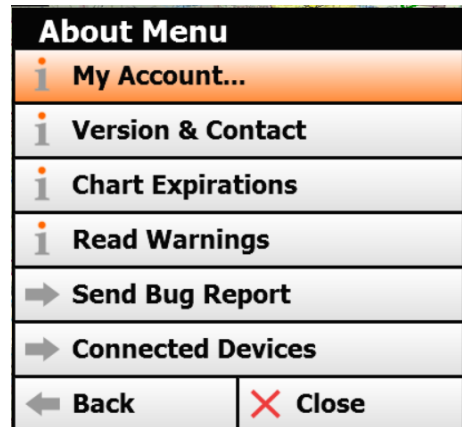 About Menu
My Account...
Version & Contact
Chart Expirations
Read Warnings
Send Bug Report
Connected Devices
Back Close